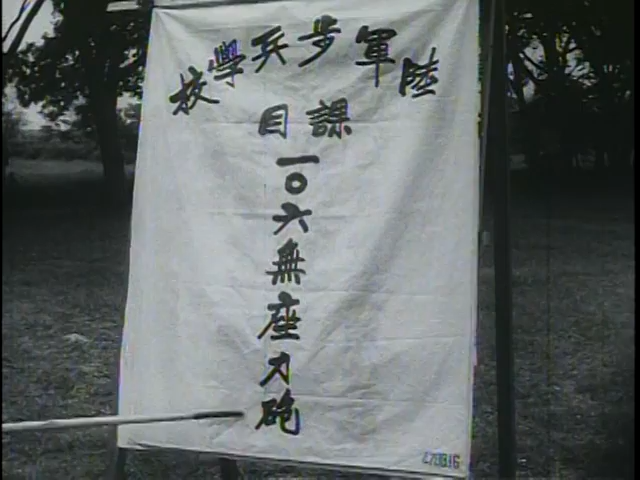 陸軍步兵學校
課目
一〇六無座力砲